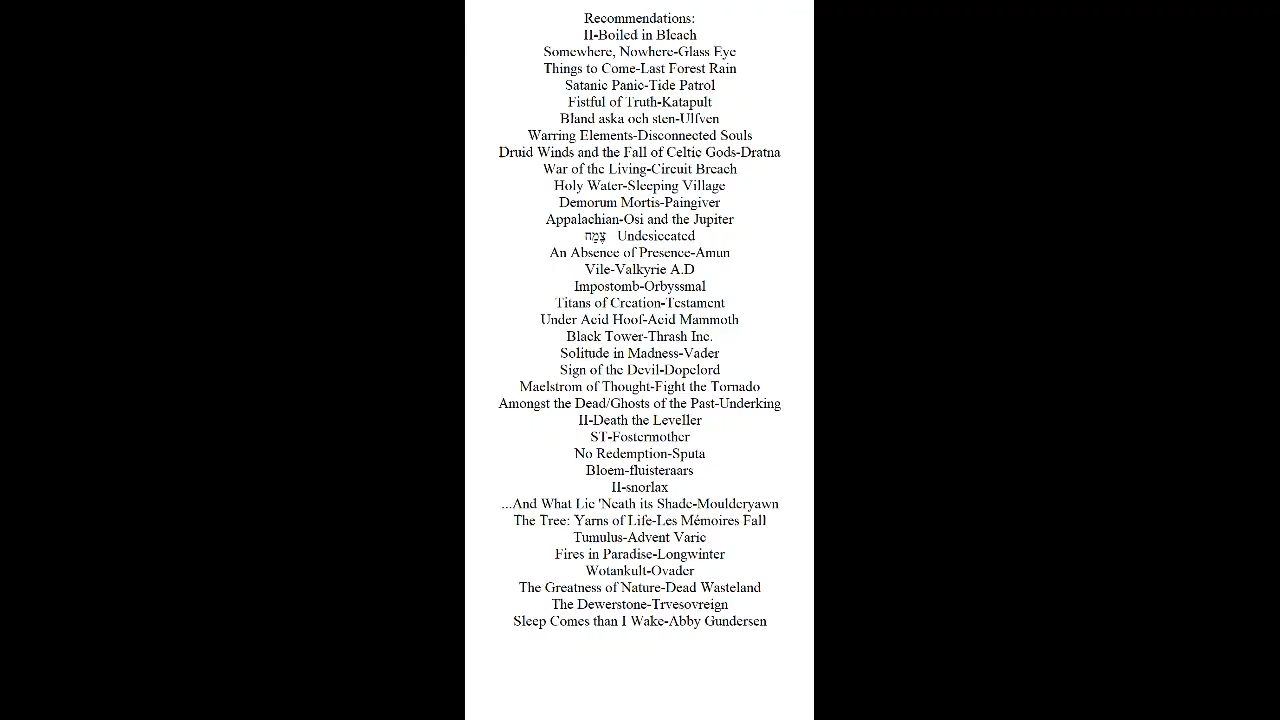 Recommendations:
II-Boiled in Bleach
Somewhere, Nowhere-Glass Eye
Things to Come-Last Forest Rain
Satanic Panic-Tide Patrol
Fistful of Truth-Katapult
Bland aska och sten-Ulfven
Warring Elements-Disconnected Souls
Druid Winds and the Fall of Celtic Gods-Dratna
War of the Living-Circuit Breach
Holy Water-Sleeping Village
Demorum Mortis-Paingiver
Appalachian-Osi and the Jupiter
צֶמַח Undesiccated
An Absence of Presence-Amun
Vile-Valkyrie A.D
Impostomb-Orbyssmal
Titans of Creation-Testament
Under Acid Hoof-Acid Mammoth
Black Tower-Thrash Inc.
Solitude in Madness-Vader
Sign of the Devil-Dopelord
Maelstrom of Thought-Fight the Tornado
Amongst the Dead/Ghosts of the Past-Underking
II-Death the Leveller
ST-Fostermother
No Redemption-Sputa
Bloem-fluisteraars
II-snorlax
...And What Lie 'Neath its Shade-Moulderyawn
The Tree: Yarns of Life-Les Mémoires Fall
Tumulus-Advent Varic
Fires in Paradise-Longwinter
Wotankult-Ovader
The Greatness of Nature-Dead Wasteland
The Dewerstone-Trvesovreign
Sleep Comes than I Wake-Abby Gundersen